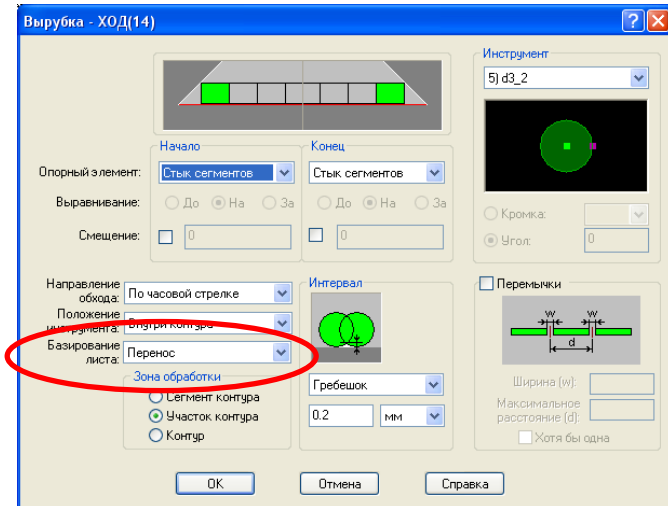 Вырубка - ХОД(14)
Инструмент
5) d3_2
Начало
Конец
Опорный элемент:
Стык сегментов
Стык сегментов
Выравнивание:
До
На
За
До
На
За
Кромка:
Смещение:
0
0
Угол:
0
Направление обхода:
По часовой стрелке
Интервал
Перемычки
Положение инструмента:
Внутри контура
w
w
d
Базирование листа:
Перенос
Зона обработки
Сегмент контура
Участок контура
Контур
Гребешок
0.2
мм
Ширина (w):
Максимальное расстояние (d):
Хотя бы одна
OK
Отмена
Справка